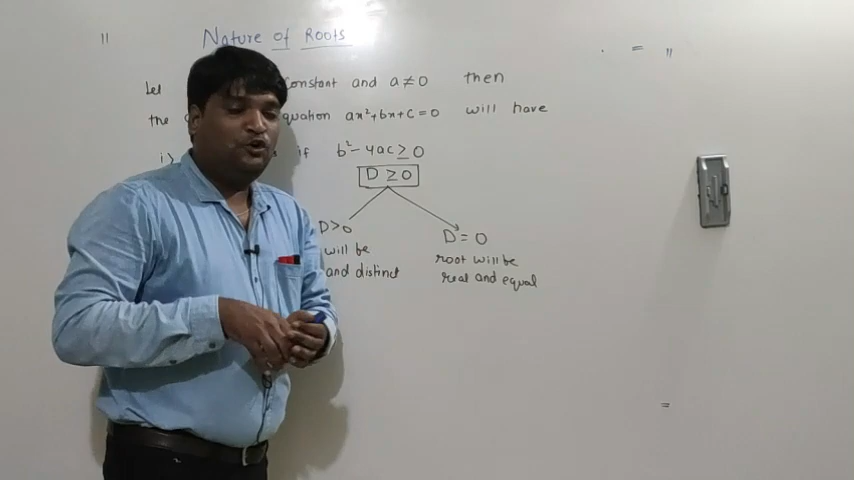 Nature of Roots
Let constant and a ≠ 0 then
the quation ax²+bx+c=0 will have
i> if b²-4ac ≥ 0
D ≥ 0
D>0
will be
and distinct
D = 0
root will be
real and equal